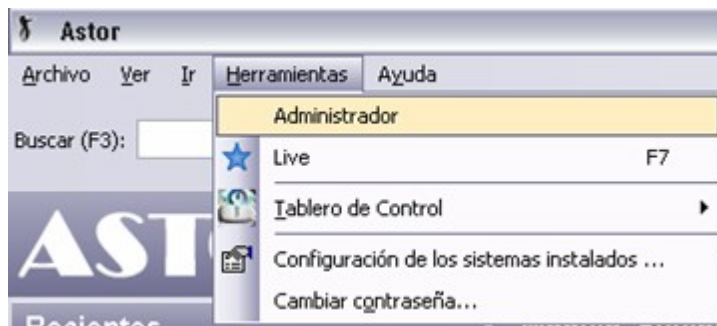 Astor
Archivo Ver Ir Herramientas Ayuda
Administrador
Buscar (F3):
Live F7
Tablero de Control
Configuración de los sistemas instalados ...
Cambiar contraseña...